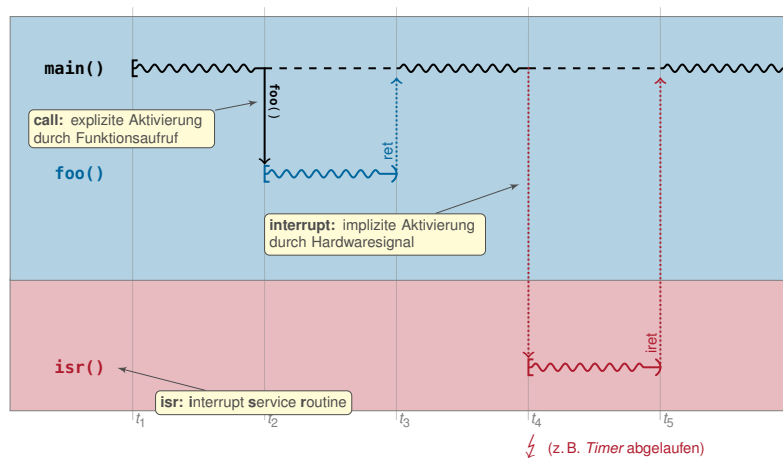 main()
foo()
call: explizite Aktivierung
durch Funktionsaufruf
foo()
ret
interrupt: implizite Aktivierung
durch Hardwaresignal
isr()
iret
isr: interrupt service routine
t1 t2 t3 t4 t5
(z. B. Timer abgelaufen)